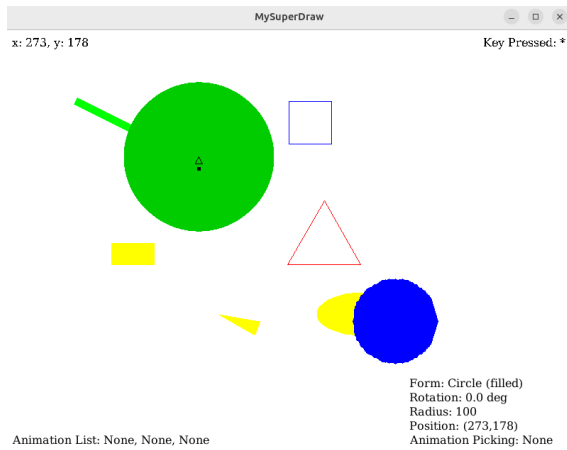 MySuperDraw
x: 273, y: 178
Key Pressed: *
Form: Circle (filled)
Rotation: 0.0 deg
Radius: 100
Position: (273,178)
Animation List: None, None, None
Animation Picking: None